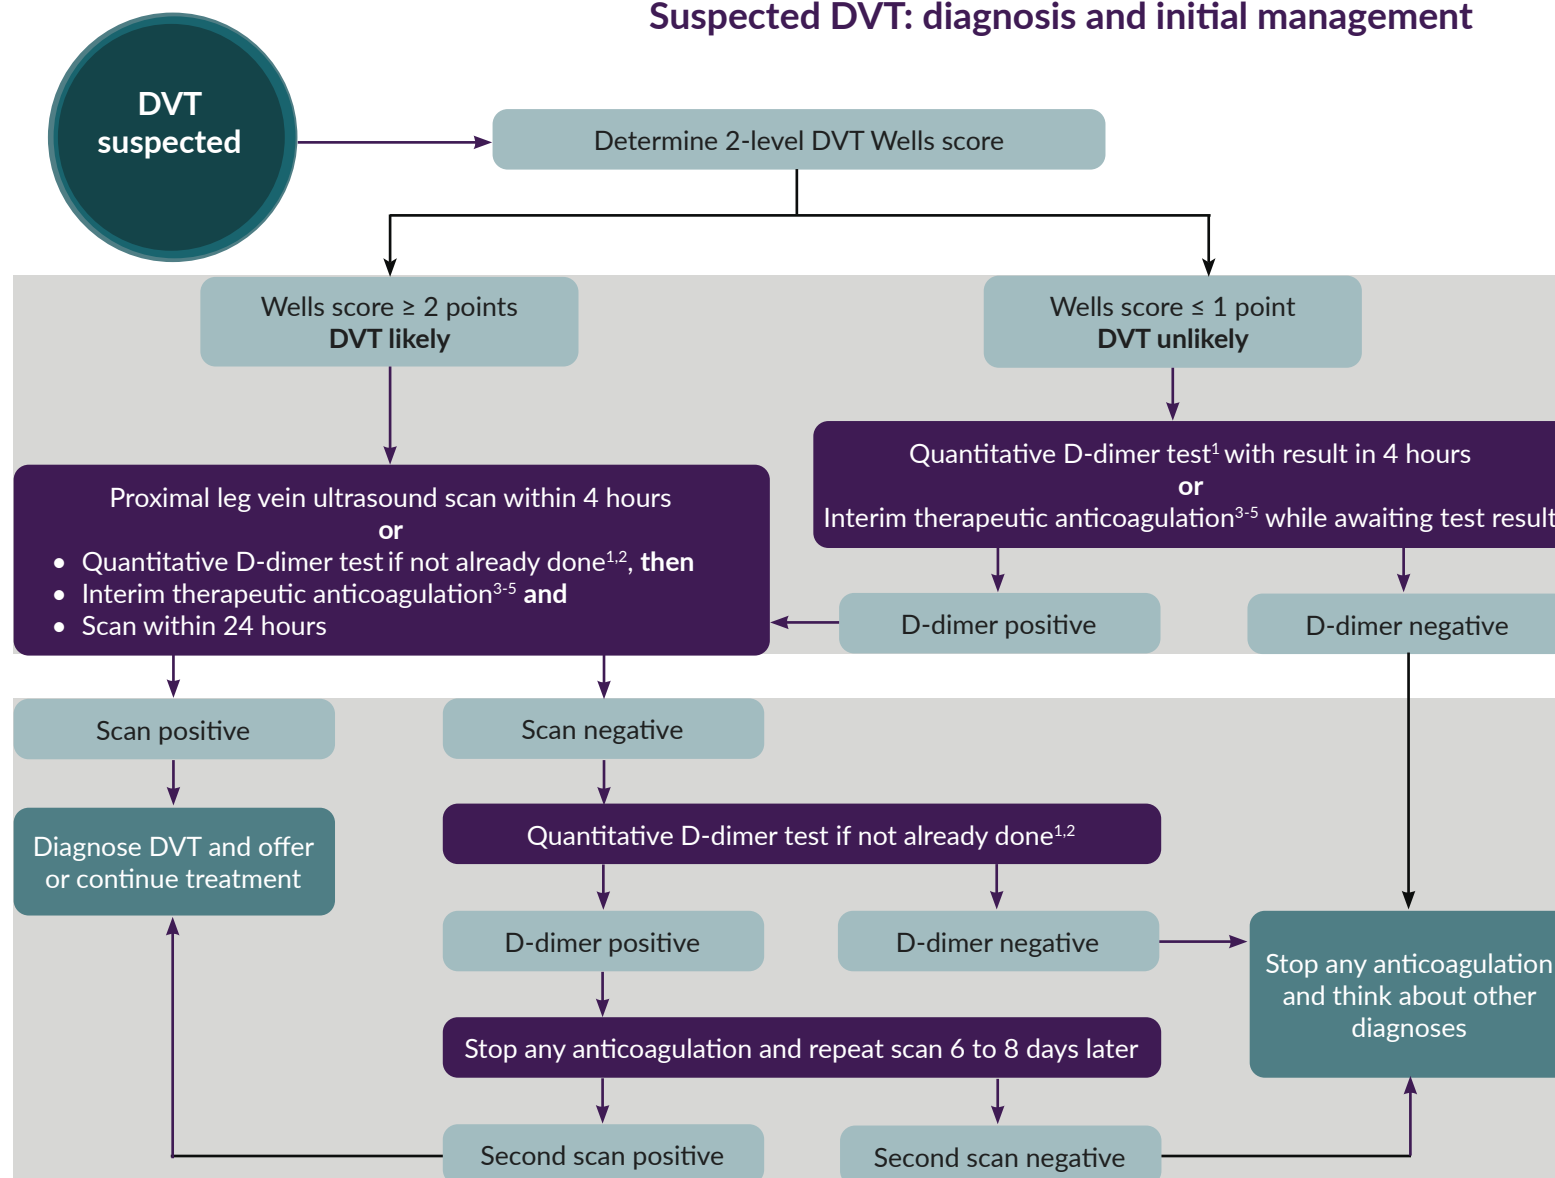 Suspected DVT: diagnosis and initial management
DVT
suspected
Determine 2-level DVT Wells score
Wells score ≥ 2 points
DVT likely
Wells score ≤ 1 point
DVT unlikely
Quantitative D-dimer test¹ with result in 4 hours
or
Interim therapeutic anticoagulation³⁻⁵ while awaiting test result
Proximal leg vein ultrasound scan within 4 hours
or
• Quantitative D-dimer test if not already done¹,², then
• Interim therapeutic anticoagulation³⁻⁵ and
• Scan within 24 hours
D-dimer positive
D-dimer negative
Scan positive
Scan negative
Diagnose DVT and offer
or continue treatment
Quantitative D-dimer test if not already done¹,²
D-dimer positive
D-dimer negative
Stop any anticoagulation
and think about other
diagnoses
Stop any anticoagulation and repeat scan 6 to 8 days later
Second scan positive
Second scan negative